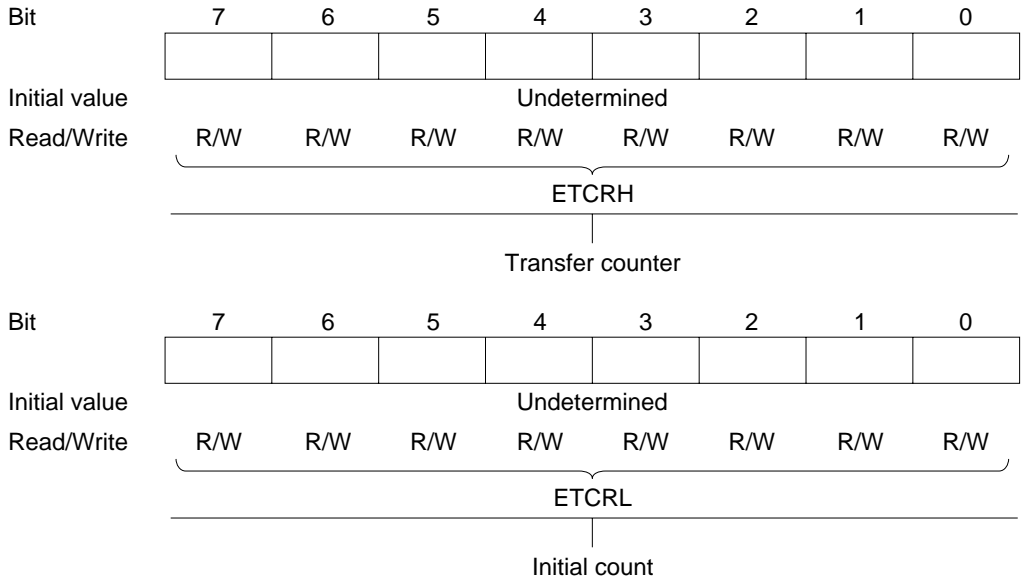 Bit 7 6 5 4 3 2 1 0
Initial value Undetermined
Read/Write R/W R/W R/W R/W R/W R/W R/W R/W
ETCRH
Transfer counter
Bit 7 6 5 4 3 2 1 0
Initial value Undetermined
Read/Write R/W R/W R/W R/W R/W R/W R/W R/W
ETCRL
Initial count